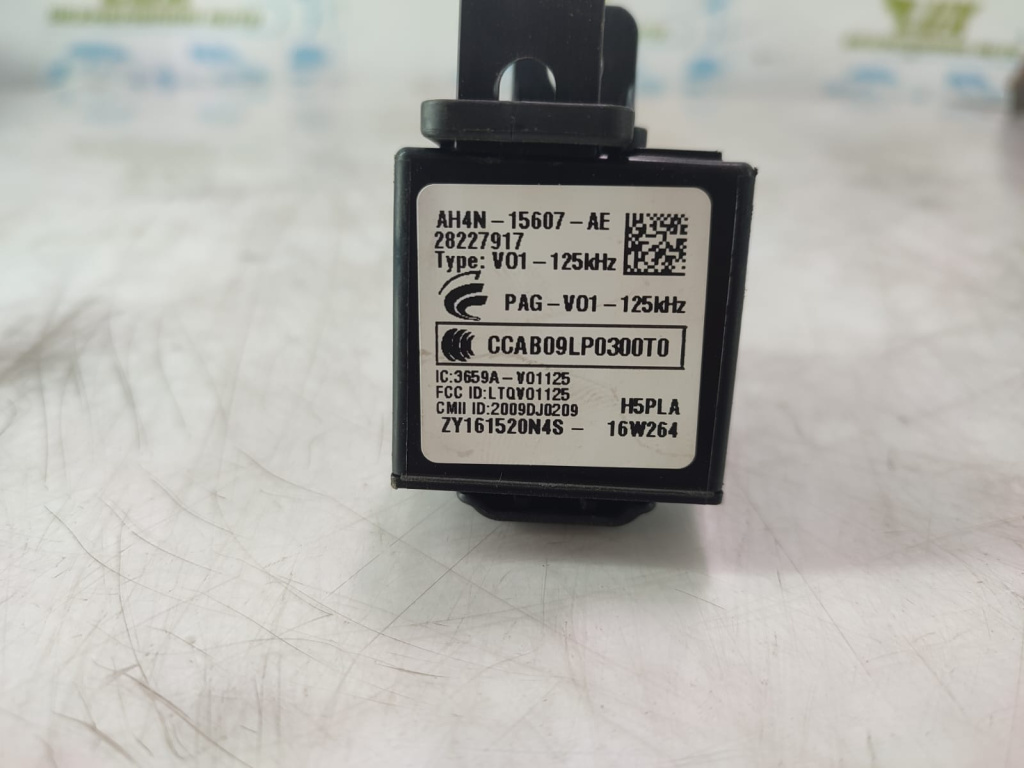 AH4N-15607-AE
28227917
Type: V01-125kHz
PAG-V01-125kHz
CCAB09LP0300T0
IC:3659A-V01125
FCC ID:LTQV01125
CMII ID:2009DJ0209
H5PLA
ZY161520N4S- 16W264